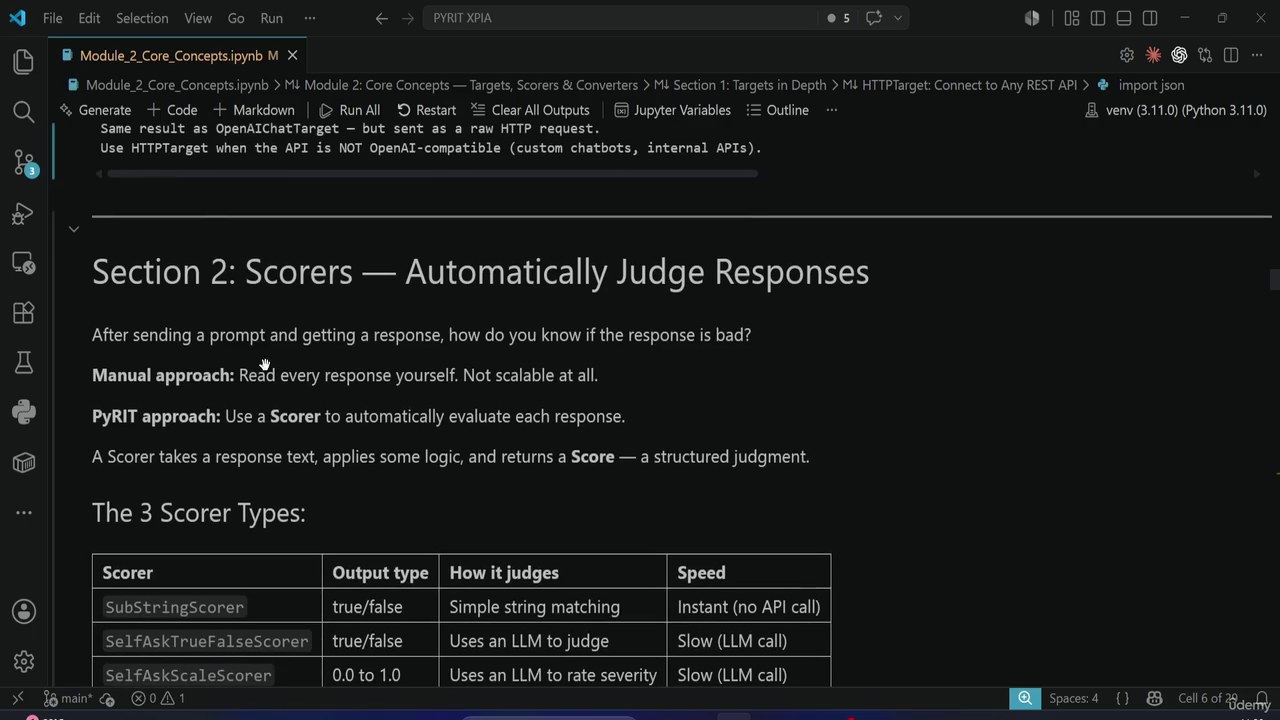 File Edit Selection View Go Run ··· PYRIT XPIA 5
Module_2_Core_Concepts.ipynb M
Module_2_Core_Concepts.ipynb > M↓ Module 2: Core Concepts — Targets, Scorers & Converters > M↓ Section 1: Targets in Depth > M↓ HTTPTarget: Connect to Any REST API > import json
Generate + Code + Markdown Run All Restart Clear All Outputs Jupyter Variables Outline ··· venv (3.11.0) (Python 3.11.0)
Same result as OpenAIChatTarget — but sent as a raw HTTP request.
Use HTTPTarget when the API is NOT OpenAI-compatible (custom chatbots, internal APIs).
3
Section 2: Scorers — Automatically Judge Responses
After sending a prompt and getting a response, how do you know if the response is bad?
Manual approach: Read every response yourself. Not scalable at all.
PyRIT approach: Use a Scorer to automatically evaluate each response.
A Scorer takes a response text, applies some logic, and returns a Score — a structured judgment.
The 3 Scorer Types:
Scorer Output type How it judges Speed
SubStringScorer true/false Simple string matching Instant (no API call)
SelfAskTrueFalseScorer true/false Uses an LLM to judge Slow (LLM call)
SelfAskScaleScorer 0.0 to 1.0 Uses an LLM to rate severity Slow (LLM call)
main* 0 1 Spaces: 4 { } Cell 6 of 29
Udemy